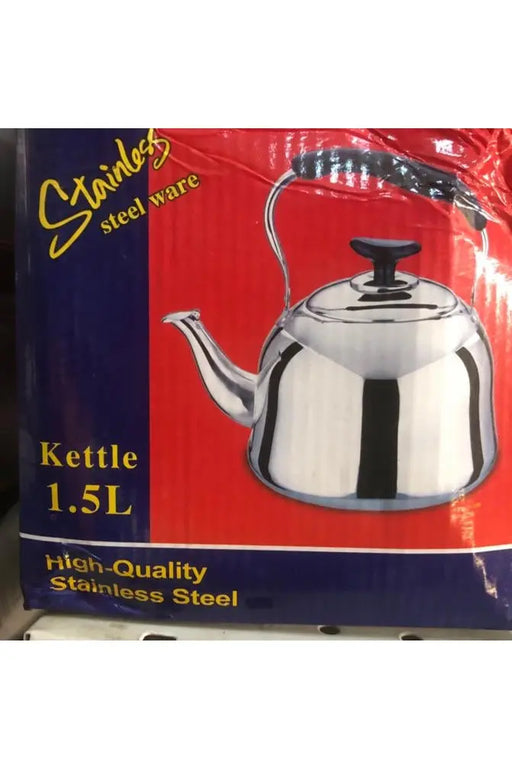 Stainless
steel ware
Kettle
1.5L
High-Quality
Stainless Steel